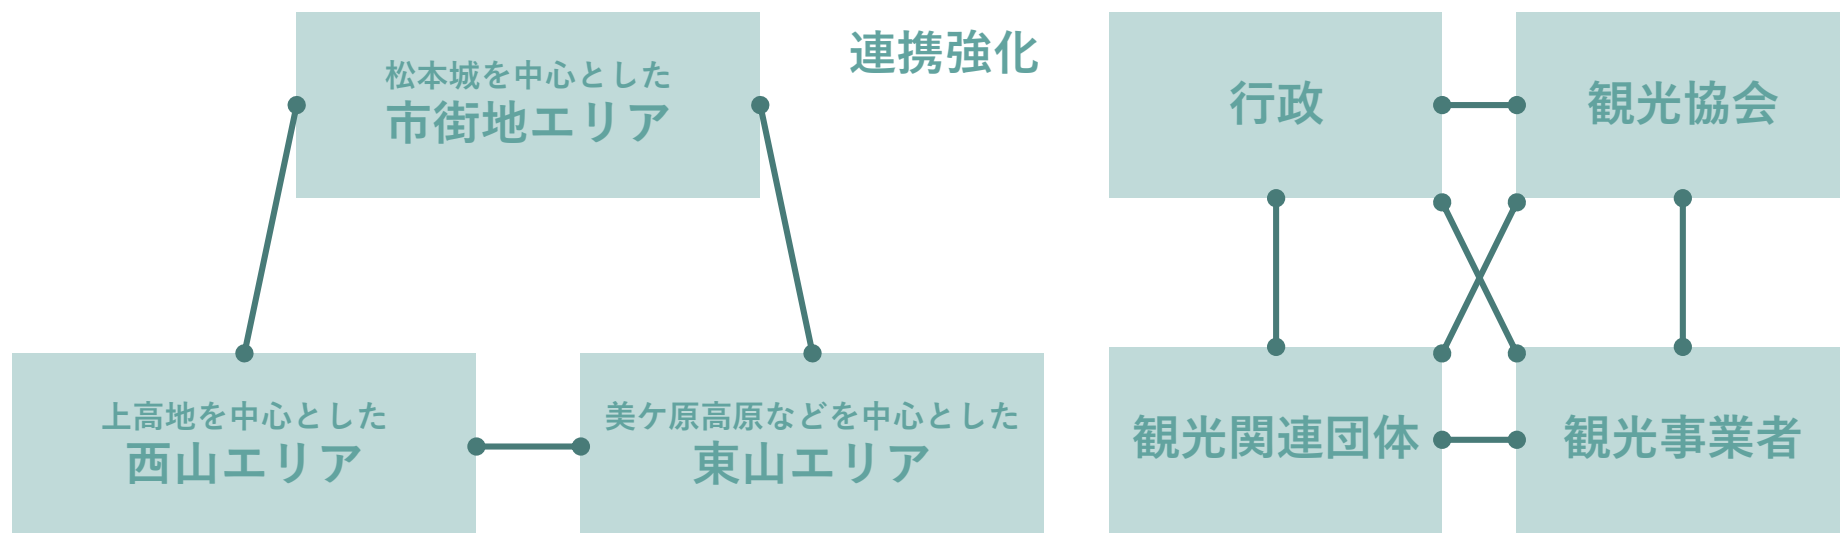 松本城を中心とした
市街地エリア
連携強化
上高地を中心とした
西山エリア
美ケ原高原などを中心とした
東山エリア
行政
観光協会
観光関連団体
観光事業者